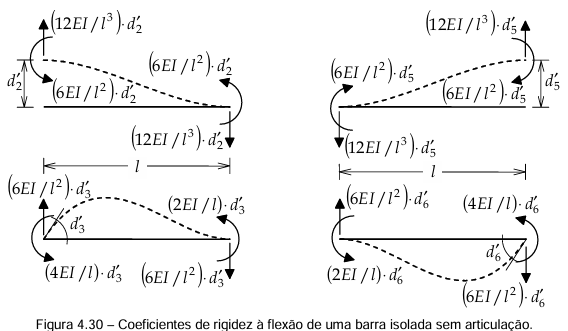 (12EI/l³)·d′₂
(6EI/l²)·d′₂
d′₂
(6EI/l²)·d′₂
(12EI/l³)·d′₂
l
(12EI/l³)·d′₅
(6EI/l²)·d′₅
(6EI/l²)·d′₅
d′₅
(12EI/l³)·d′₅
l
(6EI/l²)·d′₃
(2EI/l)·d′₃
d′₃
(4EI/l)·d′₃
(6EI/l²)·d′₃
(6EI/l²)·d′₆
(4EI/l)·d′₆
d′₆
(2EI/l)·d′₆
(6EI/l²)·d′₆
Figura 4.30 – Coeficientes de rigidez à flexão de uma barra isolada sem articulação.